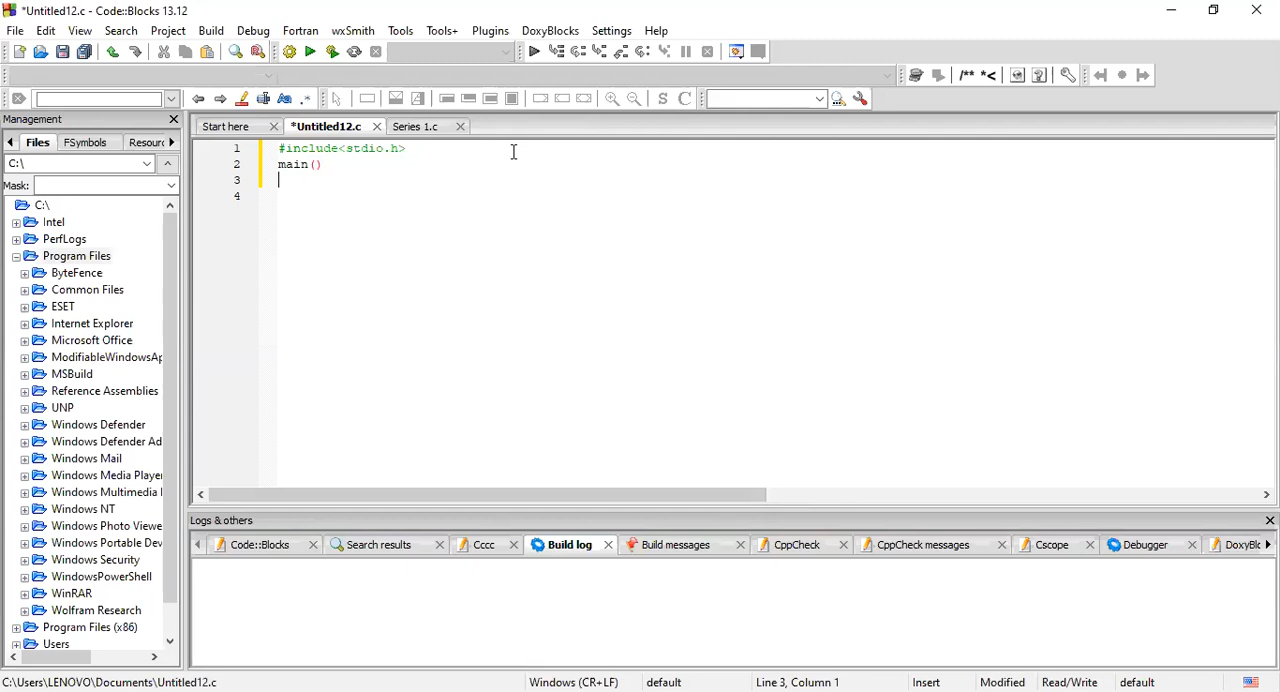 *Untitled12.c - Code::Blocks 13.12
File Edit View Search Project Build Debug Fortran wxSmith Tools Tools+ Plugins DoxyBlocks Settings Help
/** *<
S C
Management
Files FSymbols Resourc
C:\
Mask:
C:\
Intel
PerfLogs
Program Files
ByteFence
Common Files
ESET
Internet Explorer
Microsoft Office
ModifiableWindowsAp
MSBuild
Reference Assemblies
UNP
Windows Defender
Windows Defender Ad
Windows Mail
Windows Media Player
Windows Multimedia
Windows NT
Windows Photo Viewe
Windows Portable Dev
Windows Security
WindowsPowerShell
WinRAR
Wolfram Research
Program Files (x86)
Users
Start here *Untitled12.c Series 1.c
1 #include<stdio.h>
2 main()
3
4
Logs & others
Code::Blocks Search results Cccc Build log Build messages CppCheck CppCheck messages Cscope Debugger DoxyBlo
C:\Users\LENOVO\Documents\Untitled12.c Windows (CR+LF) default Line 3, Column 1 Insert Modified Read/Write default